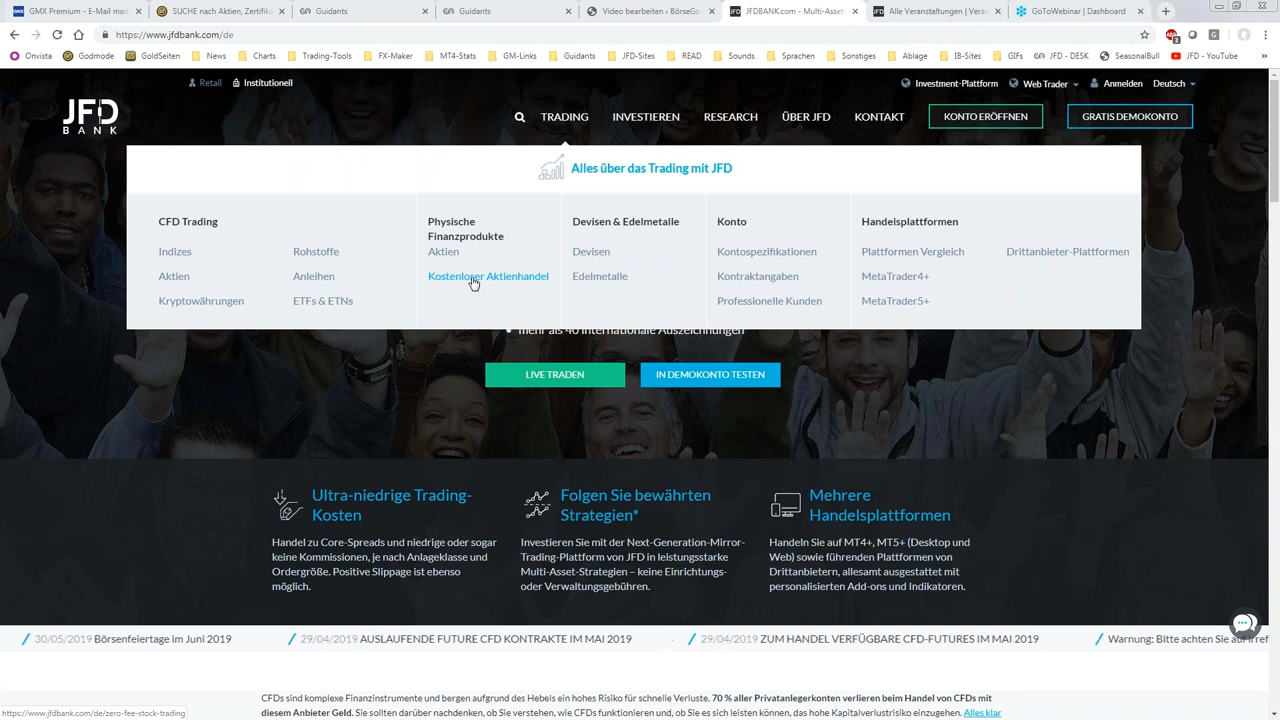 GMX Premium – E-Mail mad
SUCHE nach Aktien, Zertifika
Guidants
Guidants
Video bearbeiten ‹ BörseGo
JFDBANK.com - Multi-Asset
Alle Veranstaltungen | Veran
GoToWebinar | Dashboard
https://www.jfdbank.com/de
Onvista
Godmode
GoldSeiten
News
Charts
Trading-Tools
FX-Maker
MT4-Stats
GM-Links
Guidants
JFD-Sites
READ
Sounds
Sprachen
Sonstiges
Ablage
IB-Sites
GIFs
JFD - DESK
SeasonalBull
JFD - YouTube
Retail
Institutionell
Investment-Plattform
Web Trader
Anmelden
Deutsch
JFD
BANK
TRADING
INVESTIEREN
RESEARCH
ÜBER JFD
KONTAKT
KONTO ERÖFFNEN
GRATIS DEMOKONTO
Alles über das Trading mit JFD
CFD Trading
Indizes
Rohstoffe
Aktien
Anleihen
Kryptowährungen
ETFs & ETNs
Physische
Finanzprodukte
Aktien
Kostenloser Aktienhandel
Devisen & Edelmetalle
Devisen
Edelmetalle
Konto
Kontospezifikationen
Kontraktangaben
Professionelle Kunden
Handelsplattformen
Plattformen Vergleich
Drittanbieter-Plattformen
MetaTrader4+
MetaTrader5+
mehr als 40 internationale Auszeichnungen
LIVE TRADEN
IN DEMOKONTO TESTEN
Ultra-niedrige Trading-
Kosten
Handel zu Core-Spreads und niedrige oder sogar
keine Kommissionen, je nach Anlageklasse und
Ordergröße. Positive Slippage ist ebenso
möglich.
Folgen Sie bewährten
Strategien*
Investieren Sie mit der Next-Generation-Mirror-
Trading-Plattform von JFD in leistungsstarke
Multi-Asset-Strategien – keine Einrichtungs-
oder Verwaltungsgebühren.
Mehrere
Handelsplattformen
Handeln Sie auf MT4+, MT5+ (Desktop und
Web) sowie führenden Plattformen von
Drittanbietern, allesamt ausgestattet mit
personalisierten Add-ons und Indikatoren.
30/05/2019 Börsenfeiertage im Juni 2019
29/04/2019 AUSLAUFENDE FUTURE CFD KONTRAKTE IM MAI 2019
29/04/2019 ZUM HANDEL VERFÜGBARE CFD-FUTURES IM MAI 2019
Warnung: Bitte achten Sie auf
CFDs sind komplexe Finanzinstrumente und bergen aufgrund des Hebels ein hohes Risiko für schnelle Verluste. 70 % aller Privatanlegerkonten verlieren beim Handel von CFDs mit
diesem Anbieter Geld. Sie sollten darüber nachdenken, ob Sie es verstehen, wie CFDs funktionieren und, ob Sie es sich leisten können, das hohe Kapitalverlustrisiko einzugehen. Alles klar
https://www.jfdbank.com/de/zero-fee-stock-trading